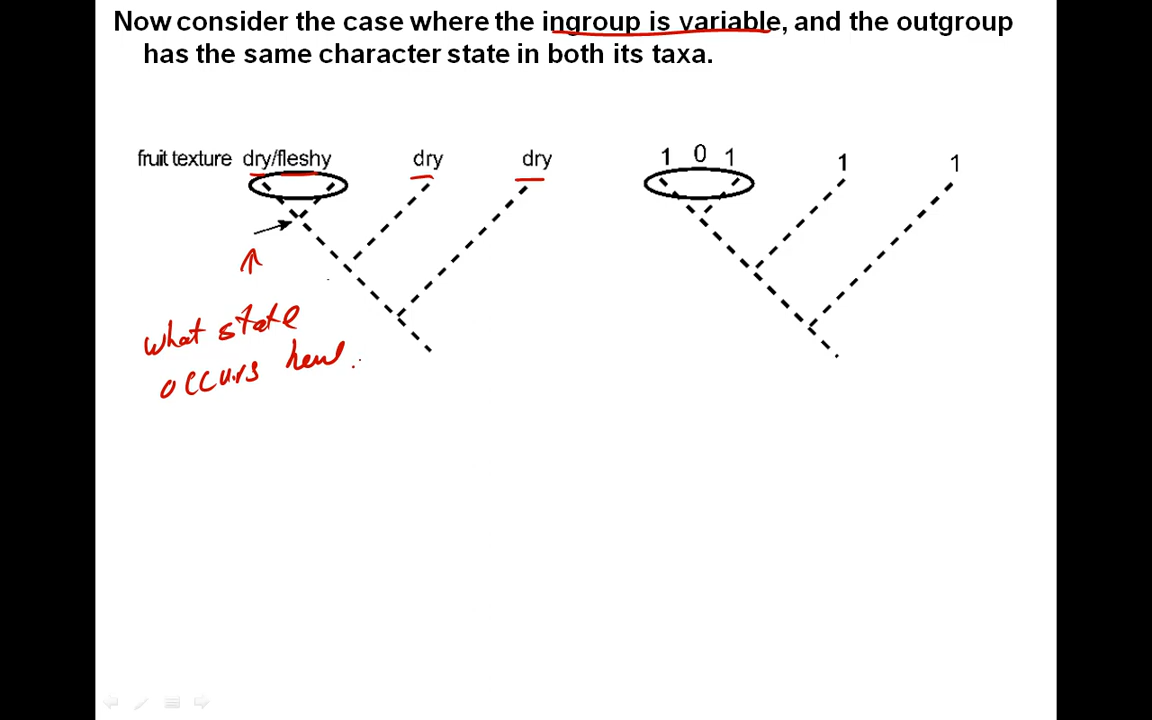 Now consider the case where the ingroup is variable, and the outgroup
has the same character state in both its taxa.
fruit texture dry/fleshy dry dry
1 0 1 1 1
what state
occurs here